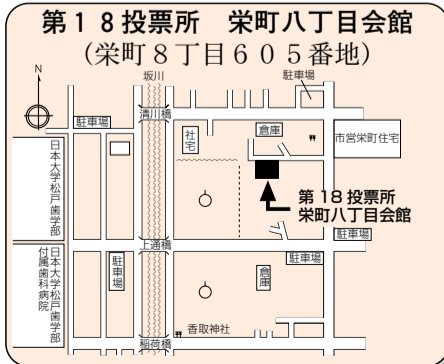 第１８投票所　栄町八丁目会館
(栄町８丁目６０５番地)
N
坂川
駐車場
駐車場
清川橋
社宅
倉庫
市営栄町住宅
日本大学松戸歯学部
第 18 投票所
栄町八丁目会館
駐車場
上通橋
日本大学松戸歯学部
付属歯科病院
駐車場
倉庫
駐車場
香取神社
稲荷橋